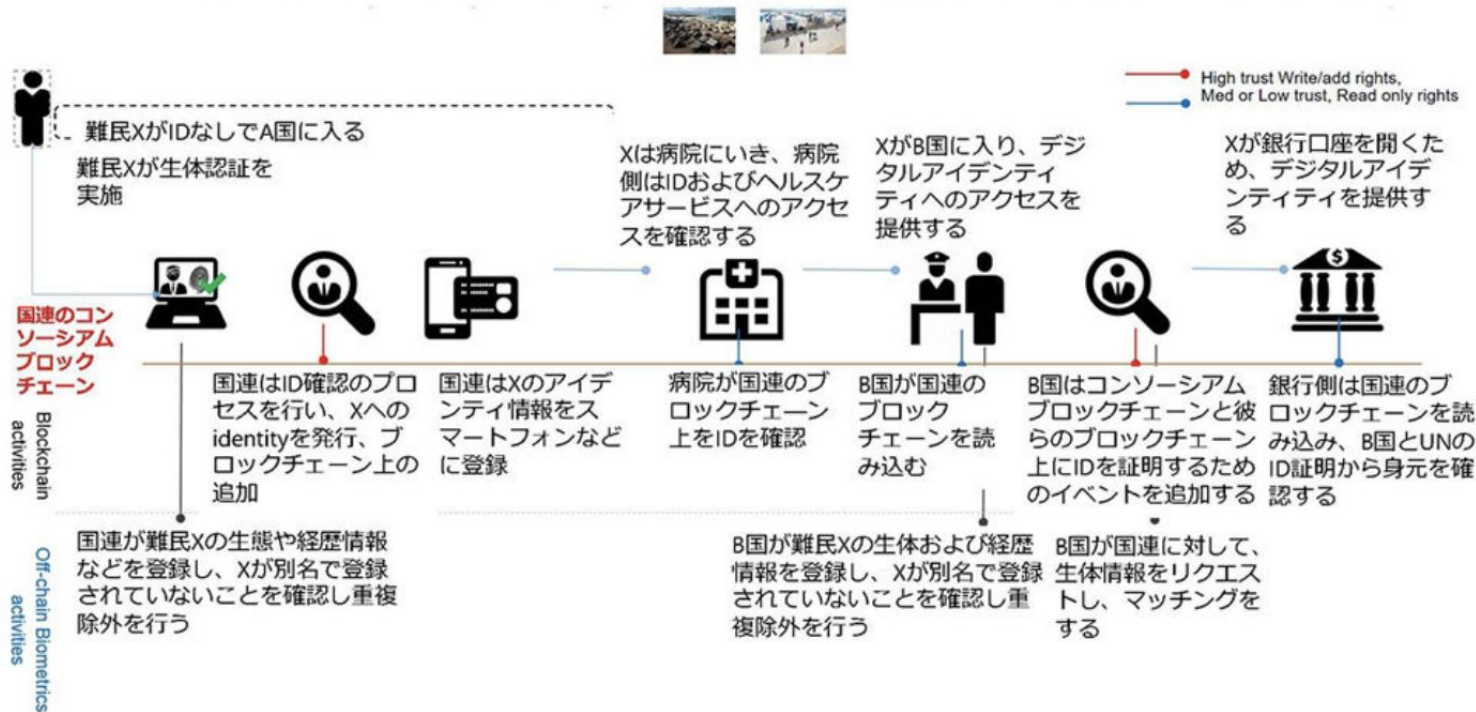 High trust Write/add rights,
Med or Low trust, Read only rights
難民XがIDなしでA国に入る
難民Xが生体認証を
実施
Xは病院にいき、病院
側はIDおよびヘルスケ
アサービスへのアクセ
スを確認する
XがB国に入り、デジ
タルアイデンティ
ティへのアクセスを
提供する
Xが銀行口座を開くた
め、デジタルアイデ
ンティティを提供す
る
国連のコン
ソーシアム
ブロック
チェーン
Blockchain
activities
国連はID確認のプロ
セスを行い、Xへの
identityを発行、ブ
ロックチェーン上の
追加
国連はXのアイデ
ンティ情報をス
マートフォンなど
に登録
病院が国連のブ
ロックチェーン
上をIDを確認
B国が国連の
ブロック
チェーンを読
み込む
B国はコンソーシアム
ブロックチェーンと彼
らのブロックチェーン
上にIDを証明するため
のイベントを追加する
銀行側は国連のブ
ロックチェーンを読
み込み、B国とUNの
ID証明から身元を確
認する
Off-chain Biometrics
activities
国連が難民Xの生態や経歴情報
などを登録し、Xが別名で登録
されていないことを確認し重複
除外を行う
B国が難民Xの生体および経歴
情報を登録し、Xが別名で登録
されていないことを確認し重
複除外を行う
B国が国連に対して、
生体情報をリクエス
トし、マッチングを
する